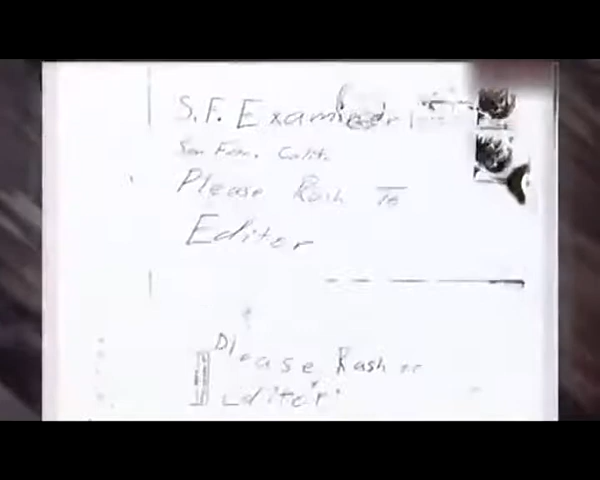 S.F. Examiner
San Fran. Calif.
Please Rush To
Editor
Please Rush To
Editor